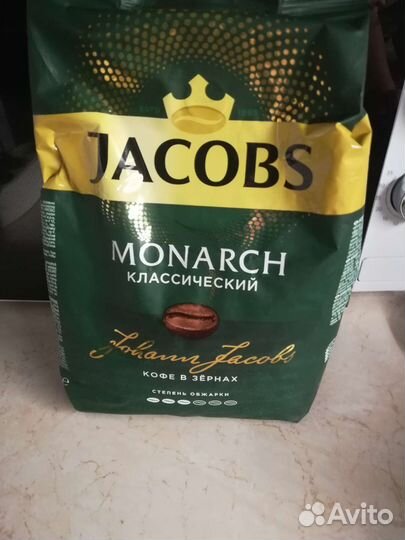 JACOBS
MONARCH
КЛАССИЧЕСКИЙ
Johann Jacobs
КОФЕ В ЗЁРНАХ
СТЕПЕНЬ ОБЖАРКИ
Avito